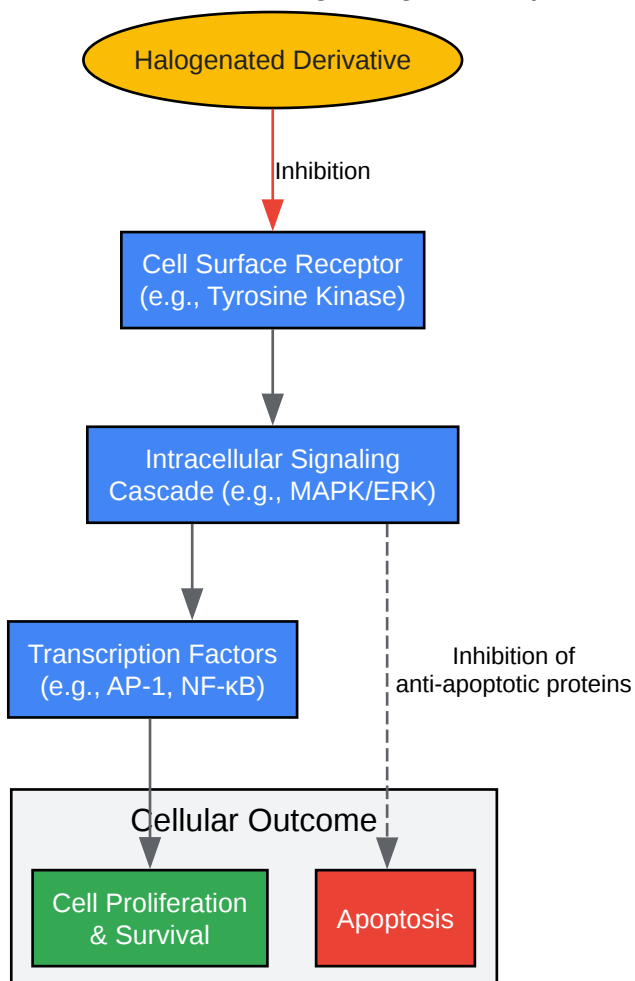 Halogenated Derivative
Inhibition
Cell Surface Receptor
(e.g., Tyrosine Kinase)
Intracellular Signaling
Cascade (e.g., MAPK/ERK)
Transcription Factors
(e.g., AP-1, NF-κB)
Inhibition of
anti-apoptotic proteins
Cellular Outcome
Cell Proliferation
& Survival
Apoptosis